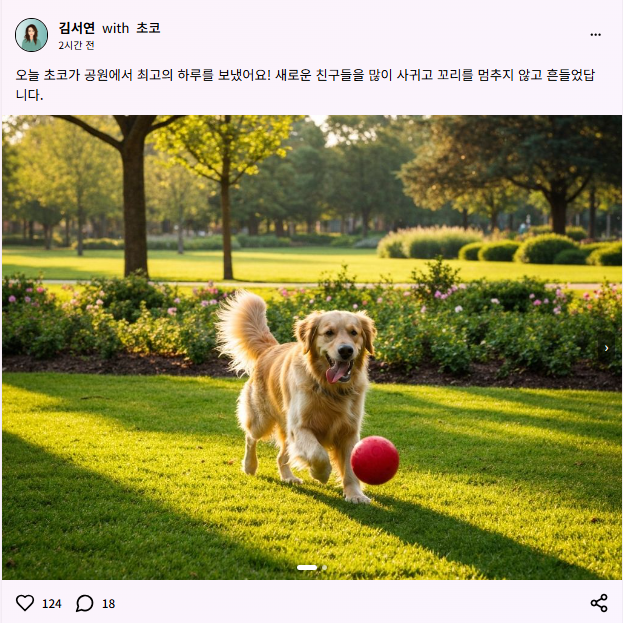 김서연 with 초코
2시간 전
오늘 초코가 공원에서 최고의 하루를 보냈어요! 새로운 친구들을 많이 사귀고 꼬리를 멈추지 않고 흔들었답
니다.
124 18